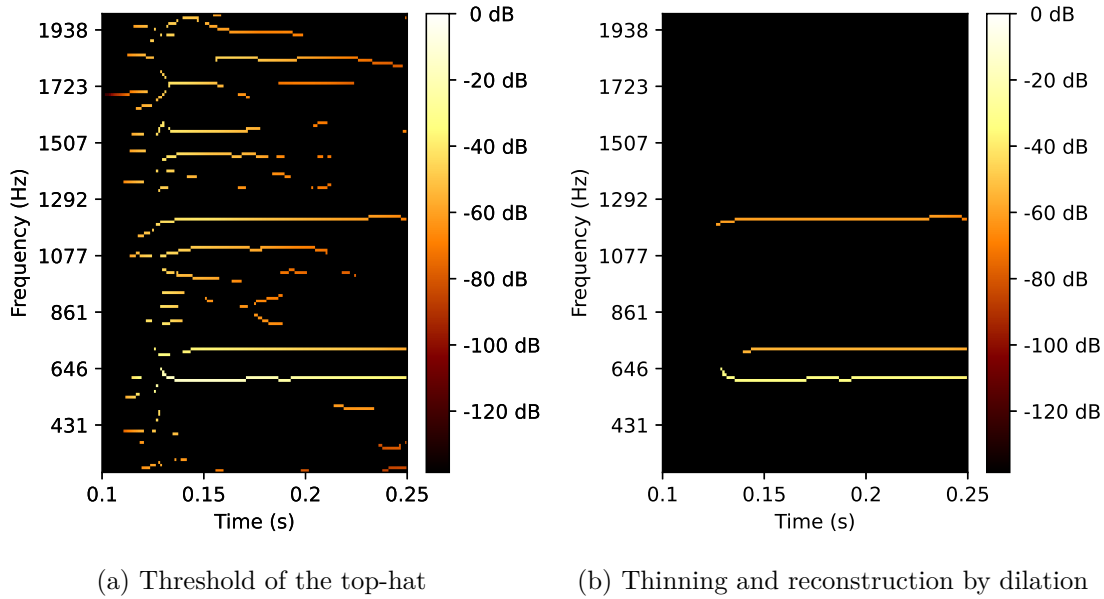 1938
1723
1507
1292
1077
861
646
431
Frequency (Hz)
0.1
0.15
0.2
0.25
Time (s)
0 dB
-20 dB
-40 dB
-60 dB
-80 dB
-100 dB
-120 dB
(a) Threshold of the top-hat
1938
1723
1507
1292
1077
861
646
431
Frequency (Hz)
0.1
0.15
0.2
0.25
Time (s)
0 dB
-20 dB
-40 dB
-60 dB
-80 dB
-100 dB
-120 dB
(b) Thinning and reconstruction by dilation